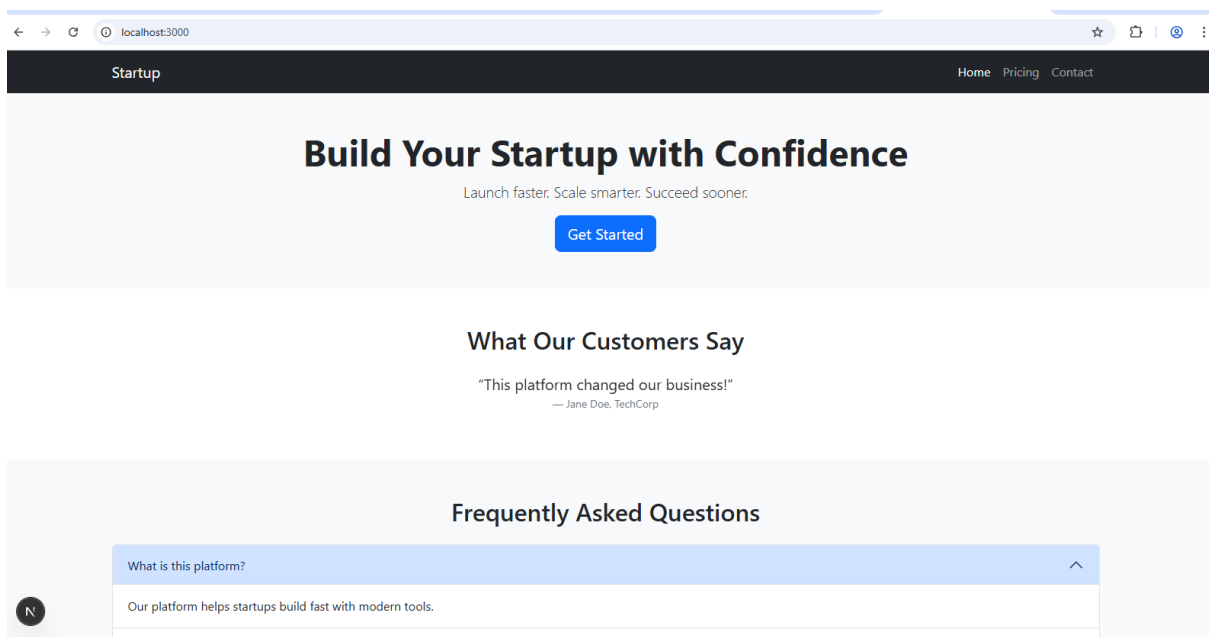 localhost:3000
Startup
Home Pricing Contact
Build Your Startup with Confidence
Launch faster. Scale smarter. Succeed sooner.
Get Started
What Our Customers Say
“This platform changed our business!”
— Jane Doe, TechCorp
Frequently Asked Questions
What is this platform?
Our platform helps startups build fast with modern tools.
N